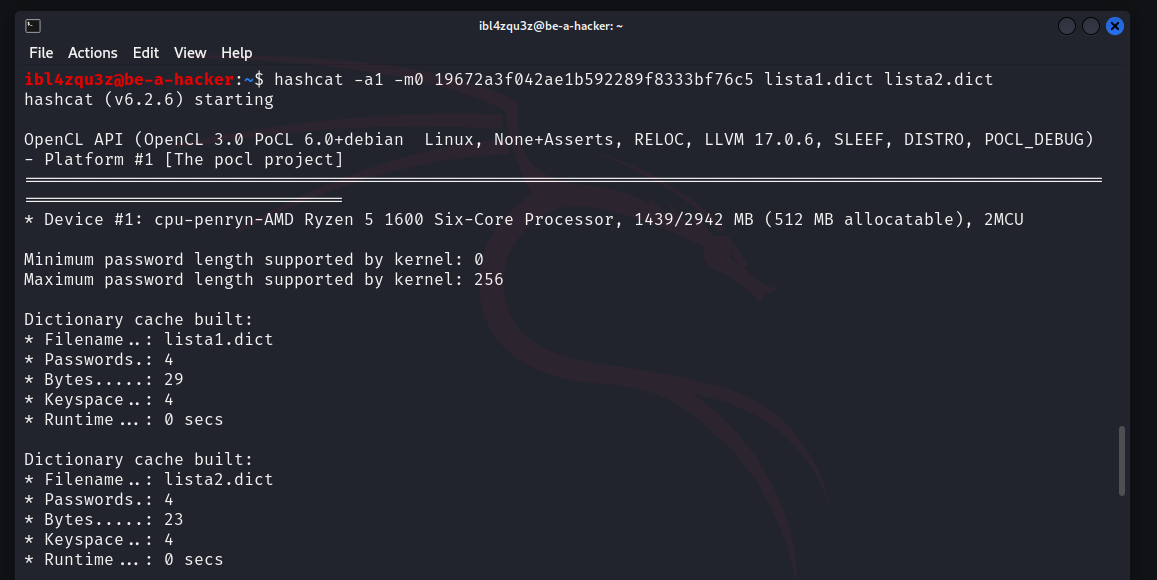 ibl4zqu3z@be-a-hacker: ~
File Actions Edit View Help
ibl4zqu3z@be-a-hacker:~$ hashcat -a1 -m0 19672a3f042ae1b592289f8333bf76c5 lista1.dict lista2.dict
hashcat (v6.2.6) starting
OpenCL API (OpenCL 3.0 PoCL 6.0+debian  Linux, None+Asserts, RELOC, LLVM 17.0.6, SLEEF, DISTRO, POCL_DEBUG)
- Platform #1 [The pocl project]
============================================================================================================
================================
* Device #1: cpu-penryn-AMD Ryzen 5 1600 Six-Core Processor, 1439/2942 MB (512 MB allocatable), 2MCU
Minimum password length supported by kernel: 0
Maximum password length supported by kernel: 256
Dictionary cache built:
* Filename..: lista1.dict
* Passwords.: 4
* Bytes.....: 29
* Keyspace..: 4
* Runtime...: 0 secs
Dictionary cache built:
* Filename..: lista2.dict
* Passwords.: 4
* Bytes.....: 23
* Keyspace..: 4
* Runtime...: 0 secs